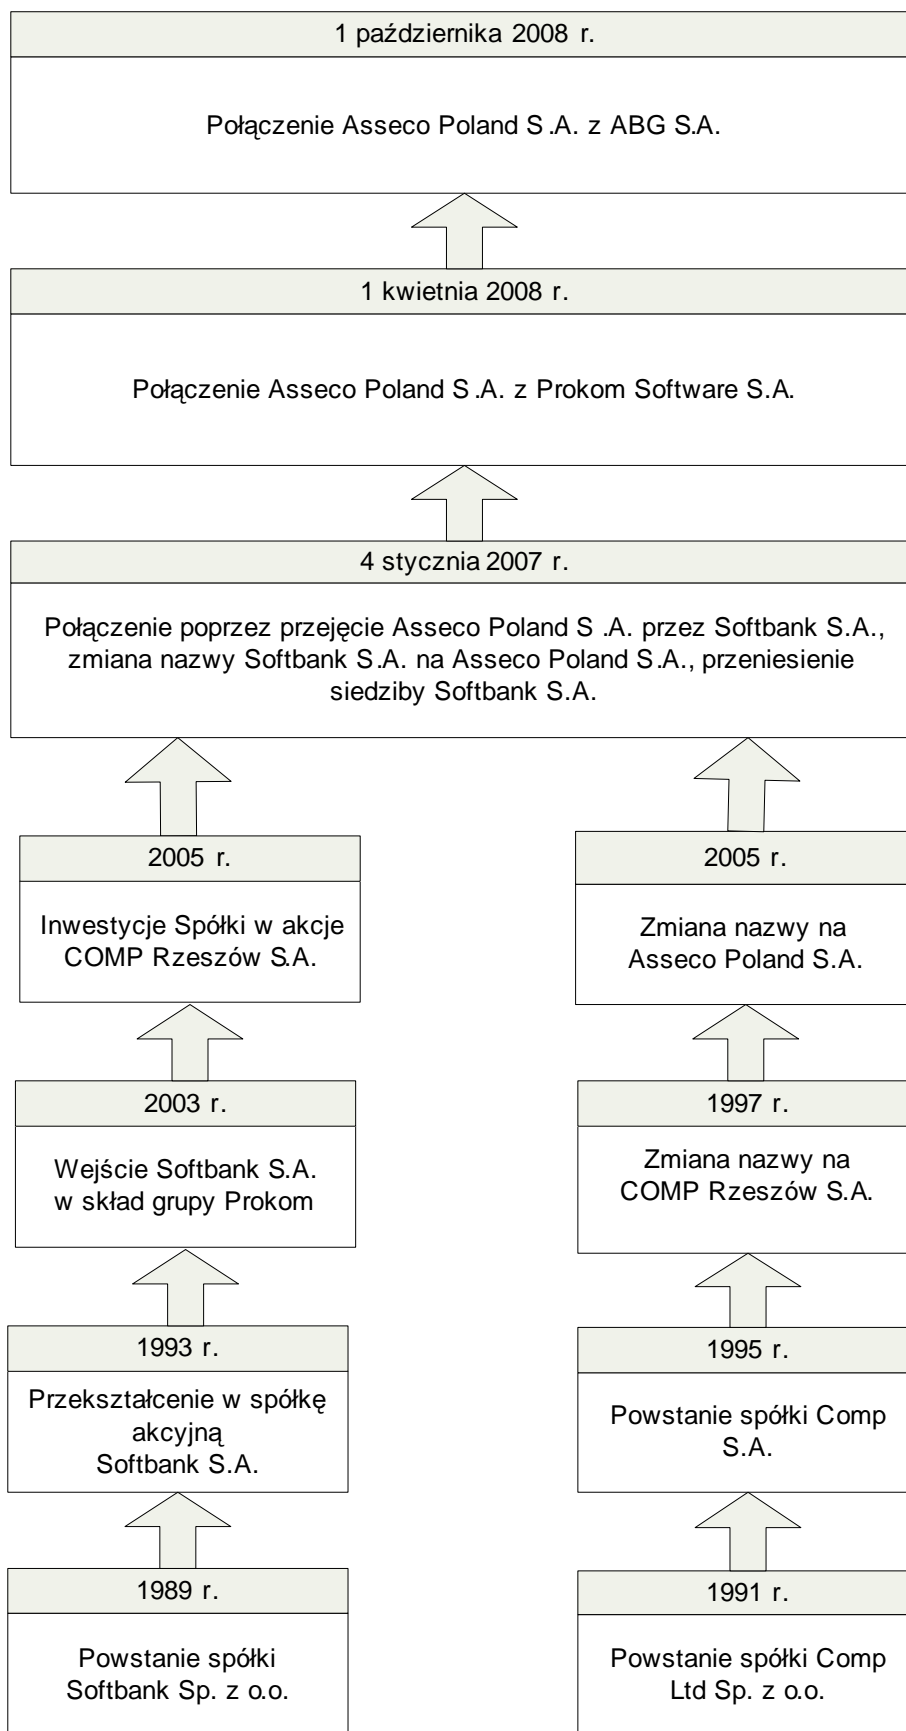 1 października 2008 r.
Połączenie Asseco Poland S.A. z ABG S.A.
1 kwietnia 2008 r.
Połączenie Asseco Poland S.A. z Prokom Software S.A.
4 stycznia 2007 r.
Połączenie poprzez przejęcie Asseco Poland S.A. przez Softbank S.A.,
zmiana nazwy Softbank S.A. na Asseco Poland S.A., przeniesienie
siedziby Softbank S.A.
2005 r.
Inwestycje Spółki w akcje
COMP Rzeszów S.A.
2005 r.
Zmiana nazwy na
Asseco Poland S.A.
2003 r.
Wejście Softbank S.A.
w skład grupy Prokom
1997 r.
Zmiana nazwy na
COMP Rzeszów S.A.
1993 r.
Przekształcenie w spółkę
akcyjną
Softbank S.A.
1995 r.
Powstanie spółki Comp
S.A.
1989 r.
Powstanie spółki
Softbank Sp. z o.o.
1991 r.
Powstanie spółki Comp
Ltd Sp. z o.o.